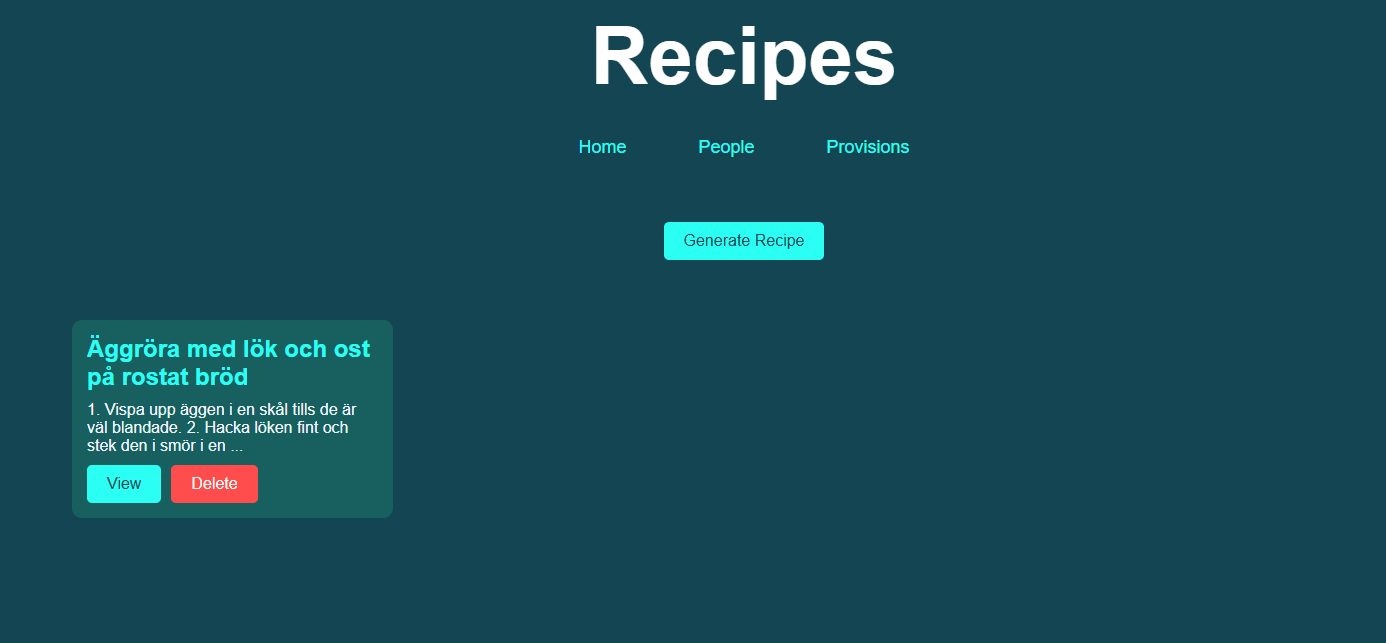 Recipes
Home People Provisions
Generate Recipe
Äggröra med lök och ost
på rostat bröd
1. Vispa upp äggen i en skål tills de är
väl blandade. 2. Hacka löken fint och
stek den i smör i en ...
View Delete